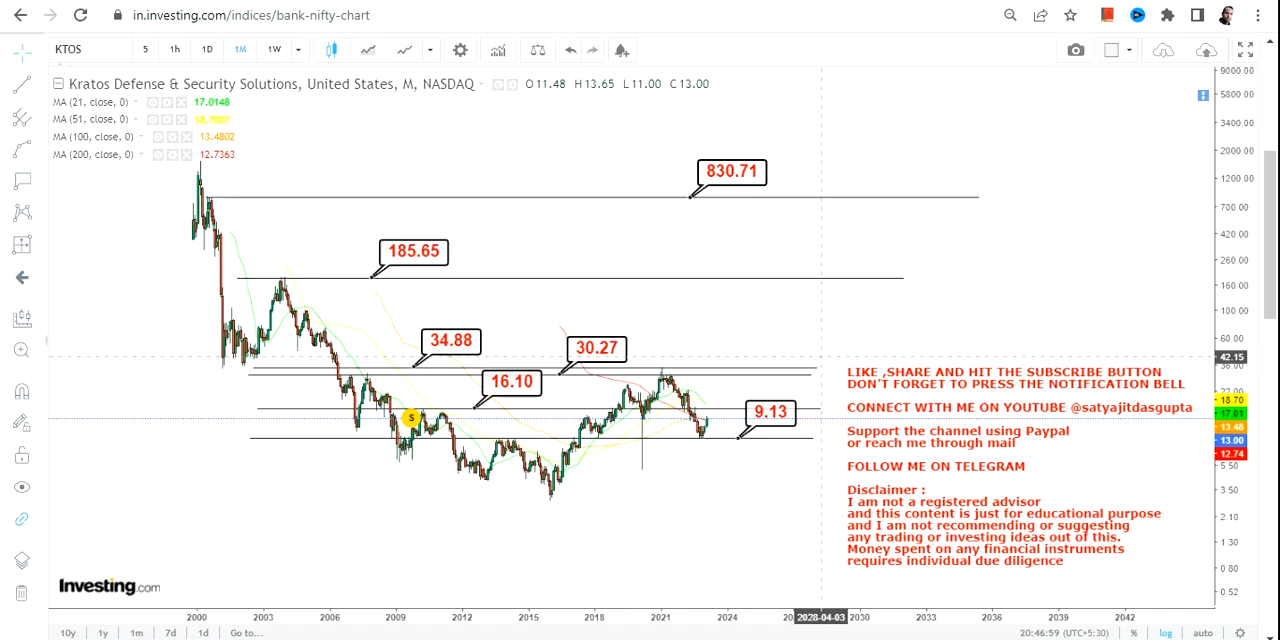 in.investing.com/indices/bank-nifty-chart
KTOS 5 1h 1D 1M 1W
Kratos Defense & Security Solutions, United States, M, NASDAQ O 11.48 H 13.65 L 11.00 C 13.00
MA (21, close, 0) 17.0148
MA (51, close, 0)
MA (100, close, 0) 13.4802
MA (200, close, 0) 12.7363
830.71
185.65
34.88
30.27
16.10
9.13
S
9000.00
5800.00
3400.00
2000.00
1200.00
700.00
420.00
260.00
160.00
100.00
60.00
42.15
36.00
22.00
18.70
17.01
13.48
13.00
12.74
5.50
3.50
2.10
1.30
0.80
0.52
LIKE ,SHARE AND HIT THE SUBSCRIBE BUTTON
DON'T FORGET TO PRESS THE NOTIFICATION BELL
CONNECT WITH ME ON YOUTUBE @satyajitdasgupta
Support the channel using Paypal
or reach me through mail
FOLLOW ME ON TELEGRAM
Disclaimer :
I am not a registered advisor
and this content is just for educational purpose
and I am not recommending or suggesting
any trading or investing ideas out of this.
Money spent on any financial instruments
requires individual due diligence
Investing.com
2000 2003 2006 2009 2012 2015 2018 2021 2024 2028-04-03 2030 2033 2036 2039 2042
10y 1y 1m 7d 1d Go to... 20:46:59 (UTC+5:30) % log auto